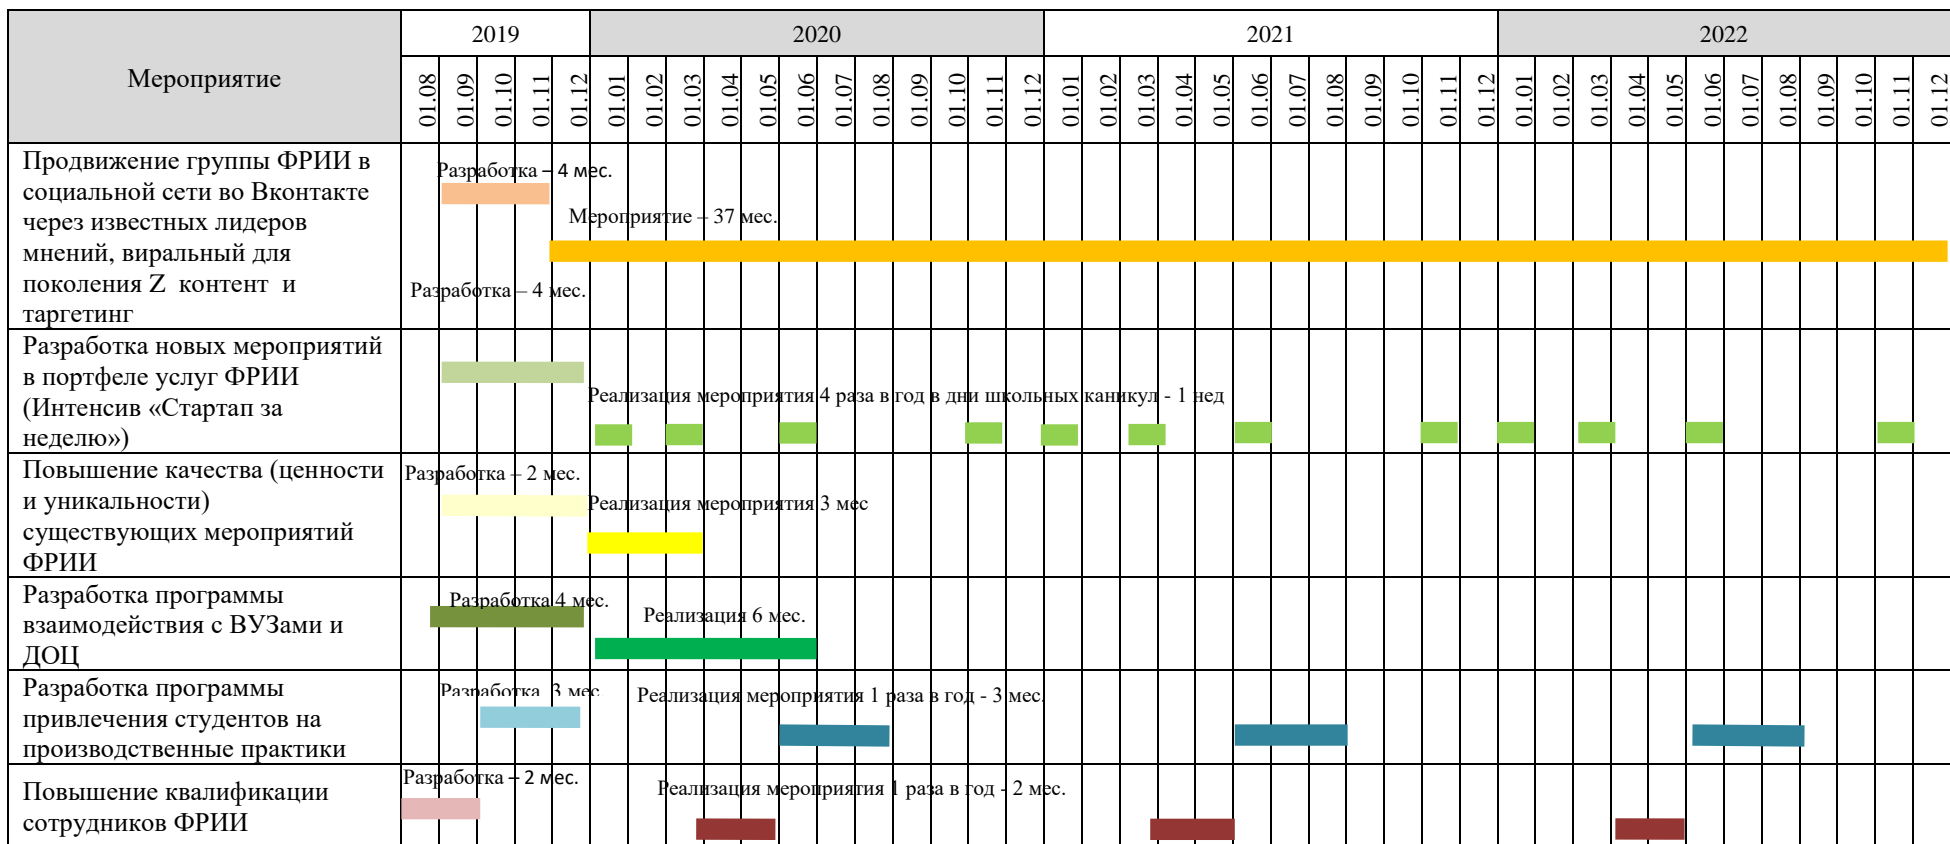 Мероприятие
2019
2020
2021
2022
01.08
01.09
01.10
01.11
01.12
01.01
01.02
01.03
01.04
01.05
01.06
01.07
01.08
01.09
01.10
01.11
01.12
01.01
01.02
01.03
01.04
01.05
01.06
01.07
01.08
01.09
01.10
01.11
01.12
01.01
01.02
01.03
01.04
01.05
01.06
01.07
01.08
01.09
01.10
01.11
01.12
Продвижение группы ФРИИ в
социальной сети во Вконтакте
через известных лидеров
мнений, виральный для
поколения Z контент и
таргетинг
Разработка – 4 мес.
Мероприятие – 37 мес.
Разработка – 4 мес.
Разработка новых мероприятий
в портфеле услуг ФРИИ
(Интенсив «Стартап за
неделю»)
Реализация мероприятия 4 раза в год в дни школьных каникул - 1 нед
Повышение качества (ценности
и уникальности)
существующих мероприятий
ФРИИ
Разработка – 2 мес.
Реализация мероприятия 3 мес
Разработка программы
взаимодействия с ВУЗами и
ДОЦ
Разработка 4 мес.
Реализация 6 мес.
Разработка программы
привлечения студентов на
производственные практики
Разработка 3 мес.
Реализация мероприятия 1 раза в год - 3 мес.
Повышение квалификации
сотрудников ФРИИ
Разработка – 2 мес.
Реализация мероприятия 1 раза в год - 2 мес.